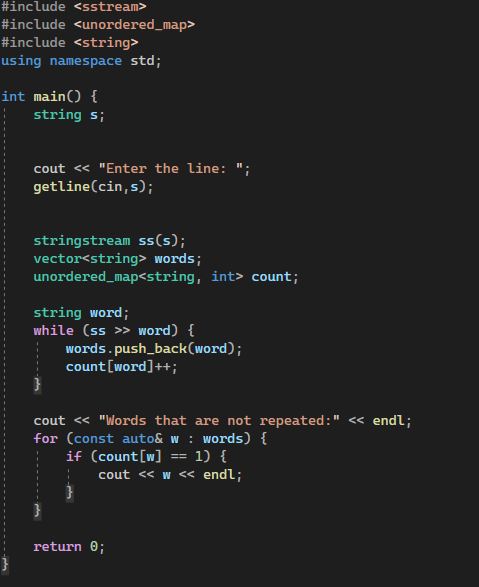 #include <sstream>
#include <unordered_map>
#include <string>
using namespace std;
int main() {
string s;
cout << "Enter the line: ";
getline(cin,s);
stringstream ss(s);
vector<string> words;
unordered_map<string, int> count;
string word;
while (ss >> word) {
words.push_back(word);
count[word]++;
}
cout << "Words that are not repeated:" << endl;
for (const auto& w : words) {
if (count[w] == 1) {
cout << w << endl;
}
}
return 0;
}